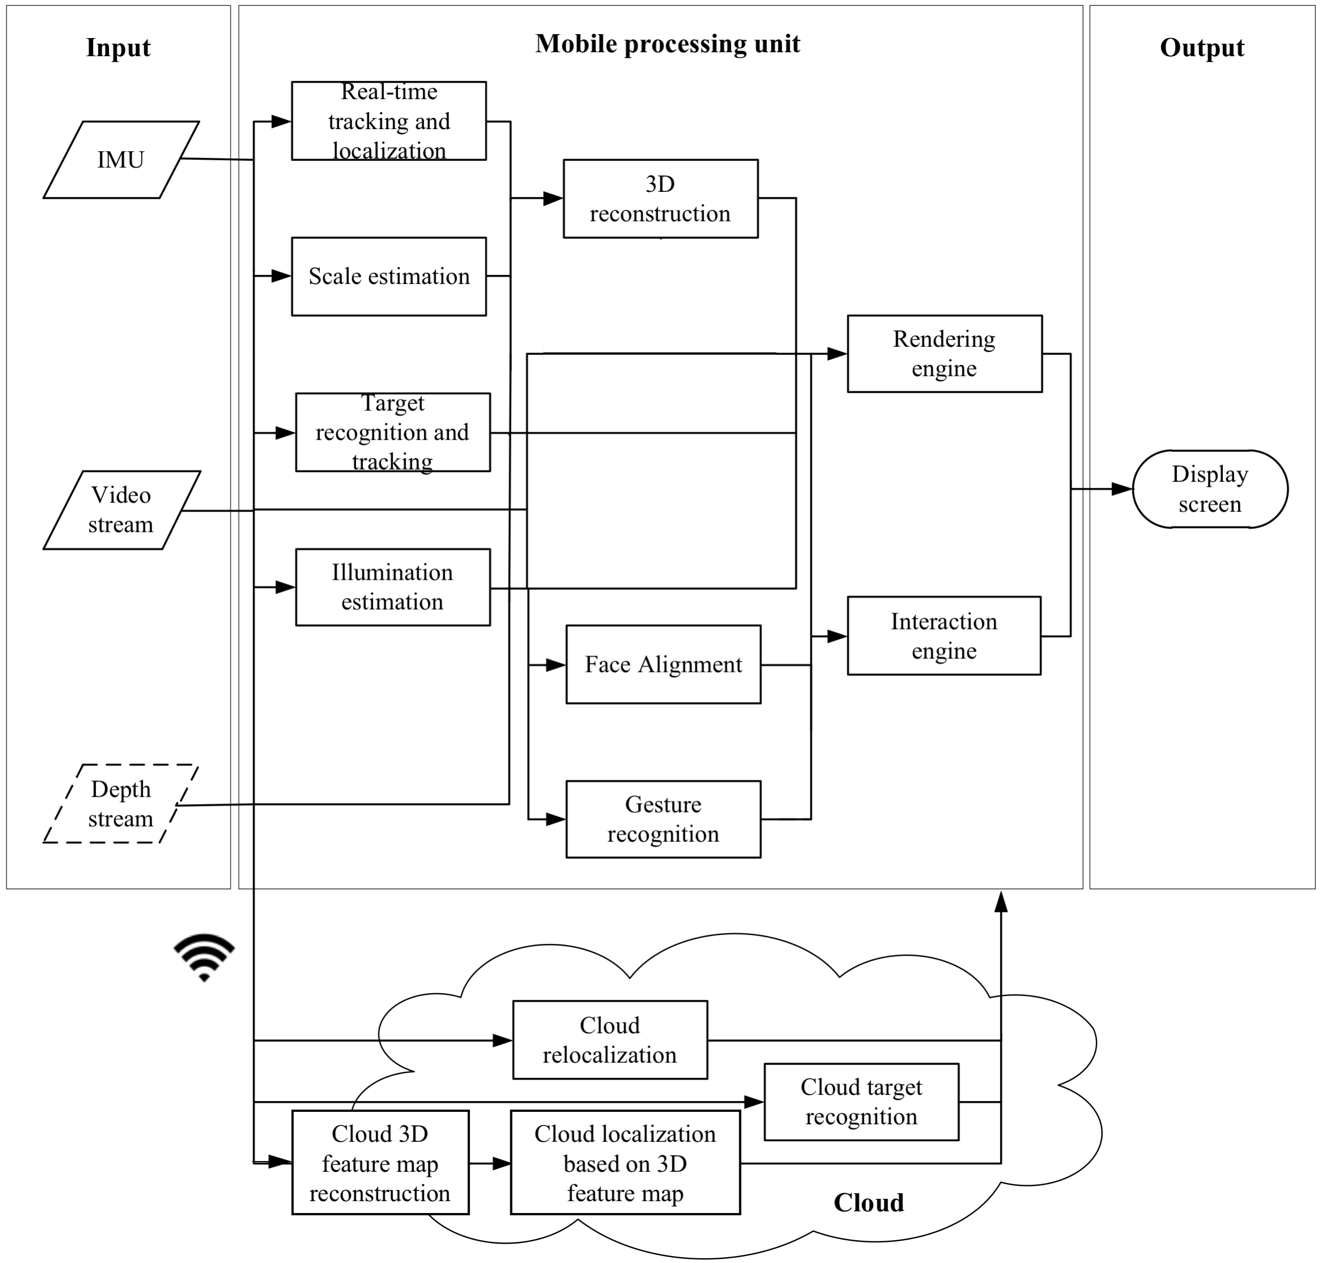 Input
Mobile processing unit
Output
Real-time
tracking and
localization
IMU
3D
reconstruction
Scale estimation
Rendering
engine
Target
recognition and
tracking
Video
stream
Display
screen
Illumination
estimation
Interaction
engine
Face Alignment
Depth
stream
Gesture
recognition
Cloud
relocalization
Cloud target
recognition
Cloud 3D
feature map
reconstruction
Cloud localization
based on 3D
feature map
Cloud